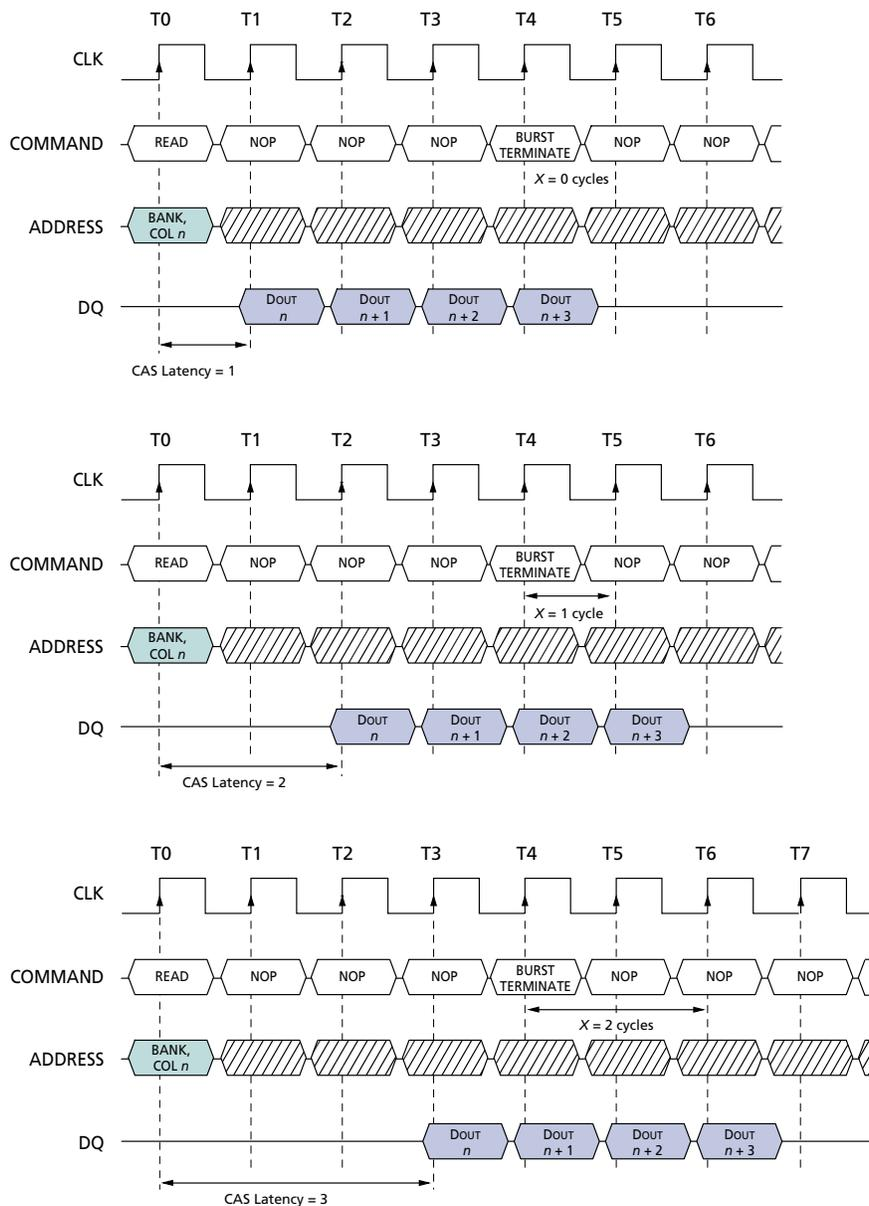 T0 T1 T2 T3 T4 T5 T6
CLK
COMMAND READ NOP NOP NOP BURST TERMINATE NOP NOP
X = 0 cycles
ADDRESS BANK, COL n
DQ DOUT n DOUT n + 1 DOUT n + 2 DOUT n + 3
CAS Latency = 1
T0 T1 T2 T3 T4 T5 T6
CLK
COMMAND READ NOP NOP NOP BURST TERMINATE NOP NOP
X = 1 cycle
ADDRESS BANK, COL n
DQ DOUT n DOUT n + 1 DOUT n + 2 DOUT n + 3
CAS Latency = 2
T0 T1 T2 T3 T4 T5 T6 T7
CLK
COMMAND READ NOP NOP NOP BURST TERMINATE NOP NOP NOP
X = 2 cycles
ADDRESS BANK, COL n
DQ DOUT n DOUT n + 1 DOUT n + 2 DOUT n + 3
CAS Latency = 3